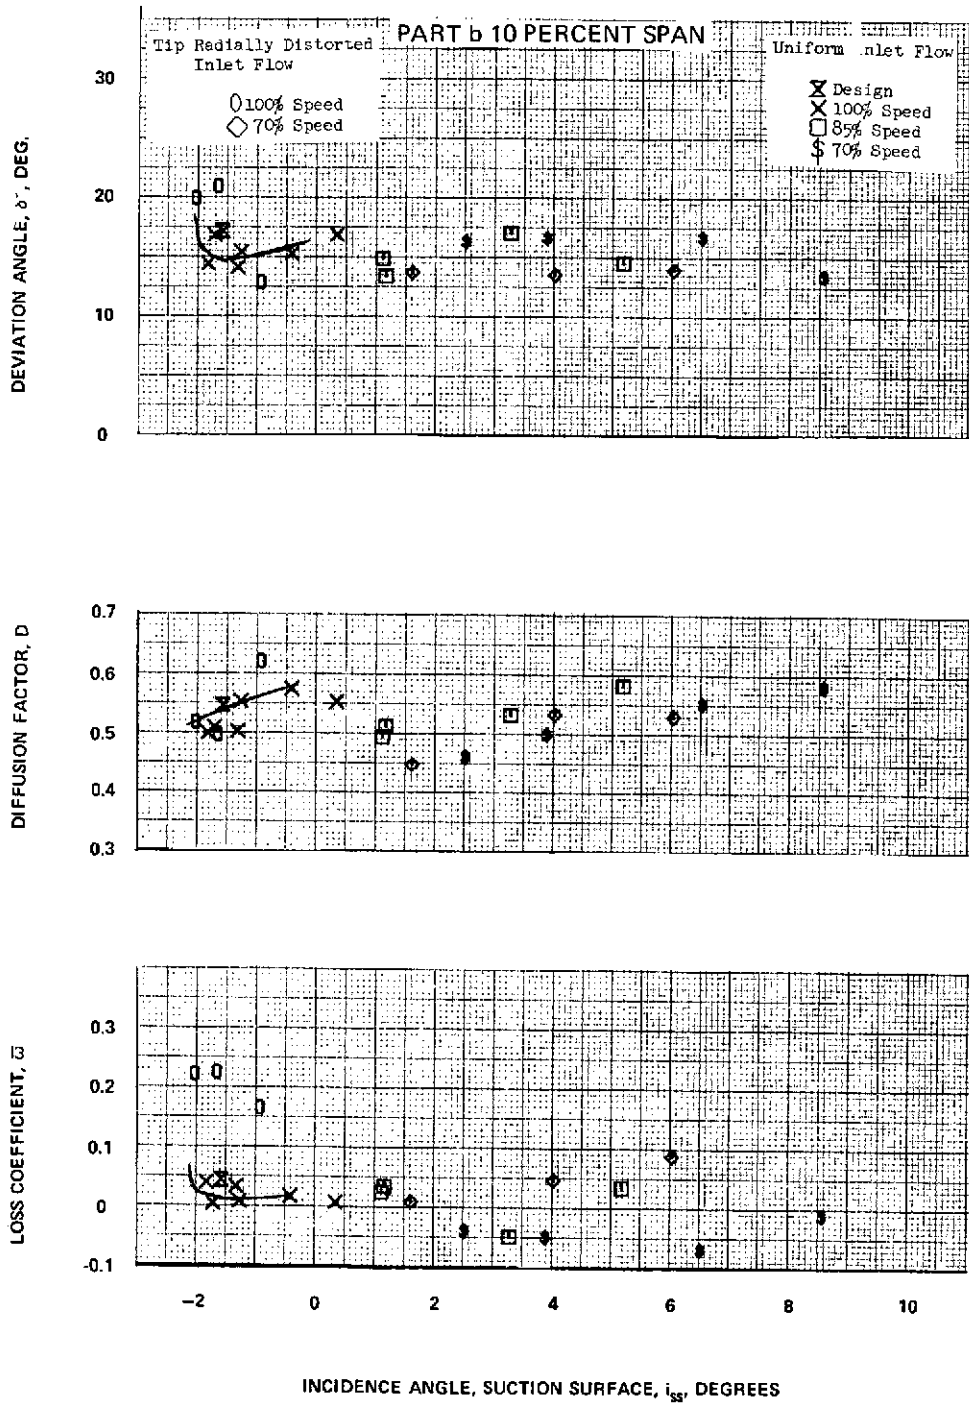 PART b 10 PERCENT SPAN
Tip Radially Distorted
Inlet Flow
0 100% Speed
◇ 70% Speed
Uniform Inlet Flow
Design
X 100% Speed
□ 85% Speed
$ 70% Speed
DEVIATION ANGLE, δ°, DEG.
30
20
10
0
DIFFUSION FACTOR, D
0.7
0.6
0.5
0.4
0.3
LOSS COEFFICIENT, ω̅
0.3
0.2
0.1
0
-0.1
−2 0 2 4 6 8 10
INCIDENCE ANGLE, SUCTION SURFACE, iss, DEGREES